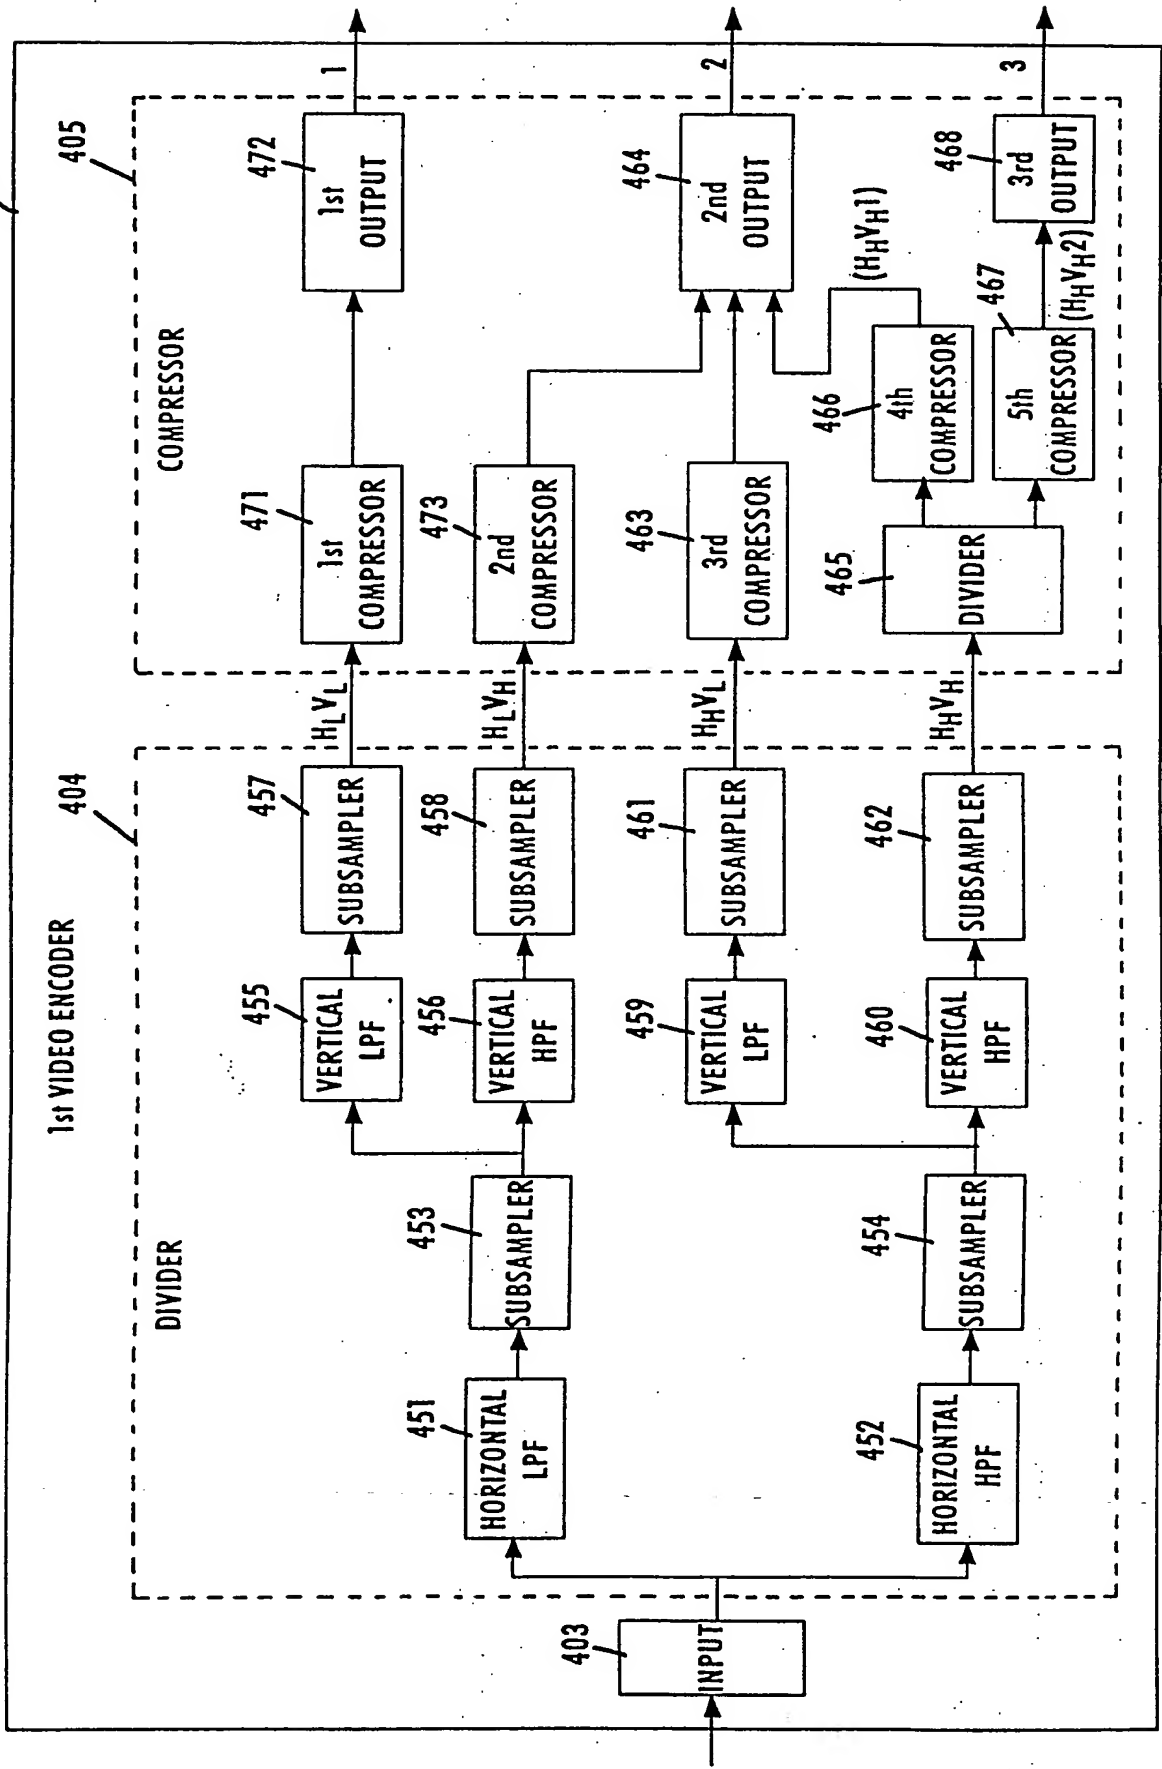 1st VIDEO ENCODER
403
INPUT
404
DIVIDER
451
HORIZONTAL
LPF
452
HORIZONTAL
HPF
453
SUBSAMPLER
454
SUBSAMPLER
455
VERTICAL
LPF
456
VERTICAL
HPF
459
VERTICAL
LPF
460
VERTICAL
HPF
457
SUBSAMPLER
458
SUBSAMPLER
461
SUBSAMPLER
462
SUBSAMPLER
HLVL
HLVH
HHVL
HHVH
405
COMPRESSOR
471
1st
COMPRESSOR
473
2nd
COMPRESSOR
463
3rd
COMPRESSOR
465
DIVIDER
466
4th
COMPRESSOR
467
5th
COMPRESSOR
(HHVH1)
(HHVH2)
472
1st
OUTPUT
464
2nd
OUTPUT
468
3rd
OUTPUT
1
2
3